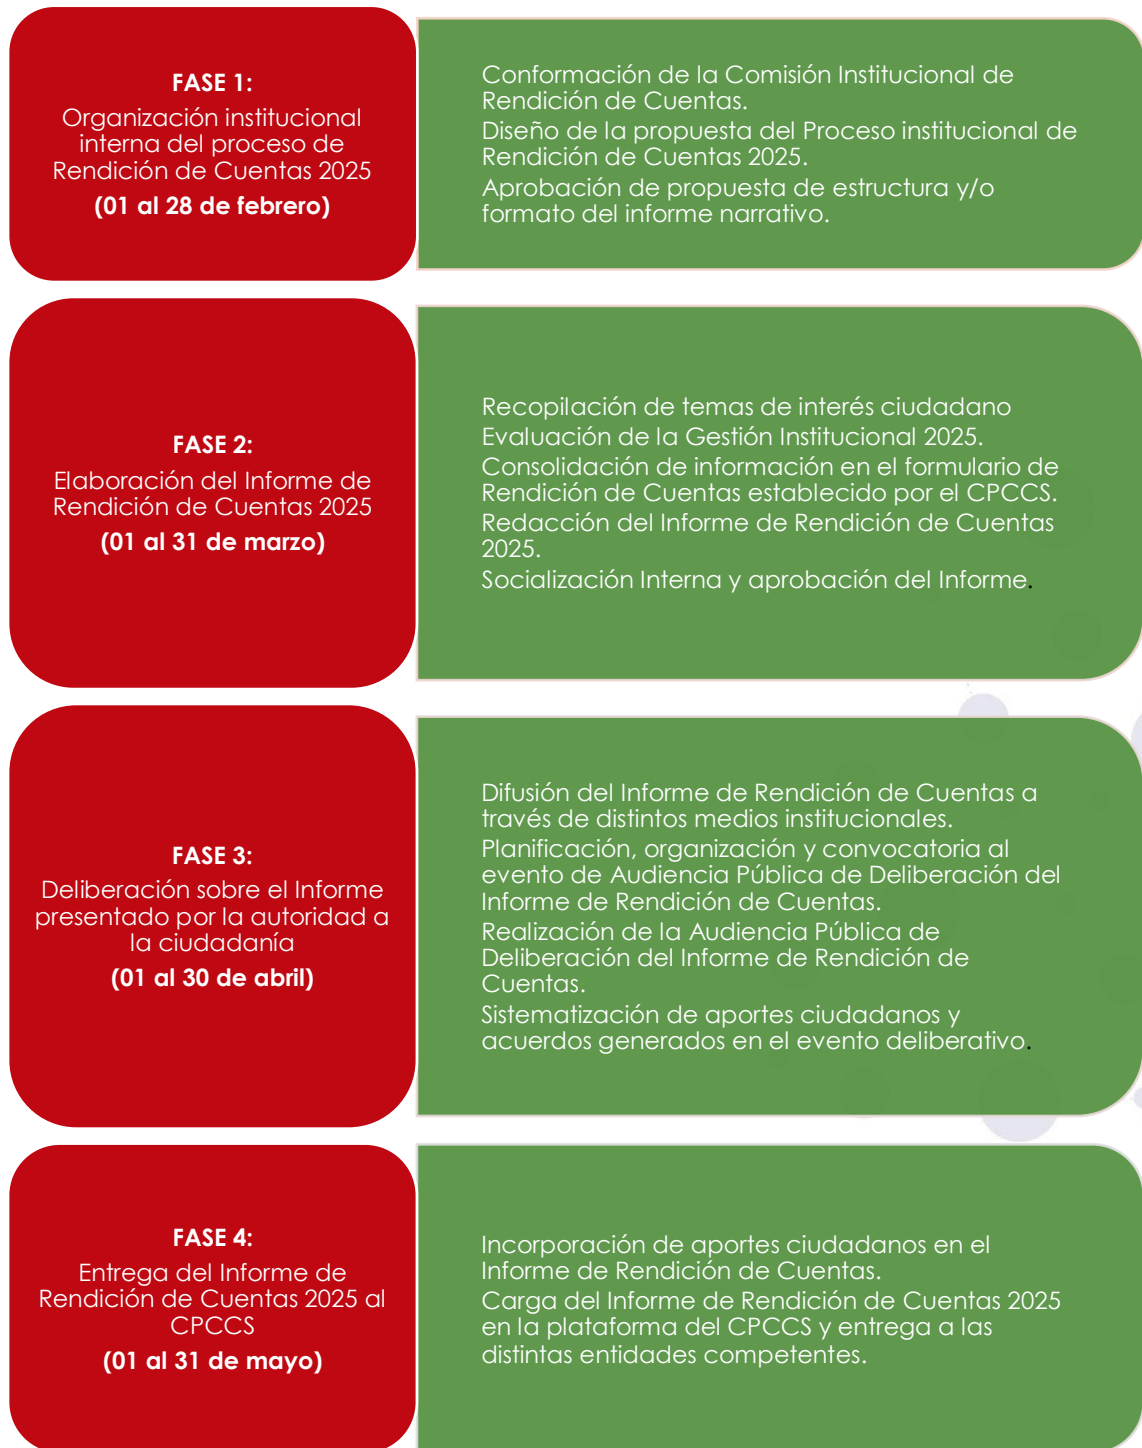 FASE 1:
Organización institucional
interna del proceso de
Rendición de Cuentas 2025
(01 al 28 de febrero)
Conformación de la Comisión Institucional de
Rendición de Cuentas.
Diseño de la propuesta del Proceso institucional de
Rendición de Cuentas 2025.
Aprobación de propuesta de estructura y/o
formato del informe narrativo.
FASE 2:
Elaboración del Informe de
Rendición de Cuentas 2025
(01 al 31 de marzo)
Recopilación de temas de interés ciudadano
Evaluación de la Gestión Institucional 2025.
Consolidación de información en el formulario de
Rendición de Cuentas establecido por el CPCCS.
Redacción del Informe de Rendición de Cuentas
2025.
Socialización Interna y aprobación del Informe.
FASE 3:
Deliberación sobre el Informe
presentado por la autoridad a
la ciudadanía
(01 al 30 de abril)
Difusión del Informe de Rendición de Cuentas a
través de distintos medios institucionales.
Planificación, organización y convocatoria al
evento de Audiencia Pública de Deliberación del
Informe de Rendición de Cuentas.
Realización de la Audiencia Pública de
Deliberación del Informe de Rendición de
Cuentas.
Sistematización de aportes ciudadanos y
acuerdos generados en el evento deliberativo.
FASE 4:
Entrega del Informe de
Rendición de Cuentas 2025 al
CPCCS
(01 al 31 de mayo)
Incorporación de aportes ciudadanos en el
Informe de Rendición de Cuentas.
Carga del Informe de Rendición de Cuentas 2025
en la plataforma del CPCCS y entrega a las
distintas entidades competentes.